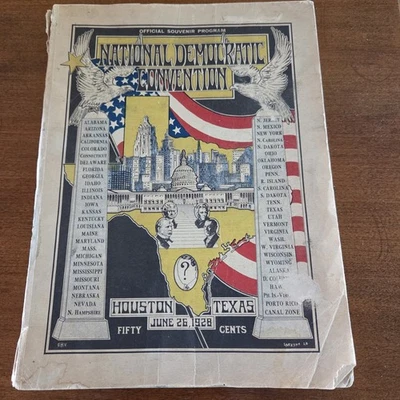 OFFICIAL SOUVENIR PROGRAM
NATIONAL DEMOCRATIC
CONVENTION
ALABAMA
ARIZONA
ARKANSAS
CALIFORNIA
COLORADO
CONNECTICUT
DELAWARE
FLORIDA
GEORGIA
IDAHO
ILLINOIS
INDIANA
IOWA
KANSAS
KENTUCKY
LOUISIANA
MAINE
MARYLAND
MASS.
MICHIGAN
MINNESOTA
MISSISSIPPI
MISSOURI
MONTANA
NEBRASKA
NEVADA
N. HAMPSHIRE
N. JERSEY
N. MEXICO
NEW YORK
N. CAROLINA
N. DAKOTA
OHIO
OKLAHOMA
OREGON
PENN.
R. ISLAND
S. CAROLINA
S. DAKOTA
TENN.
TEXAS
UTAH
VERMONT
VIRGINIA
WASH.
W. VIRGINIA
WISCONSIN
WYOMING
ALASKA
PORTO RICO
CANAL ZONE
?
HOUSTON TEXAS
JUNE 26, 1928
FIFTY CENTS